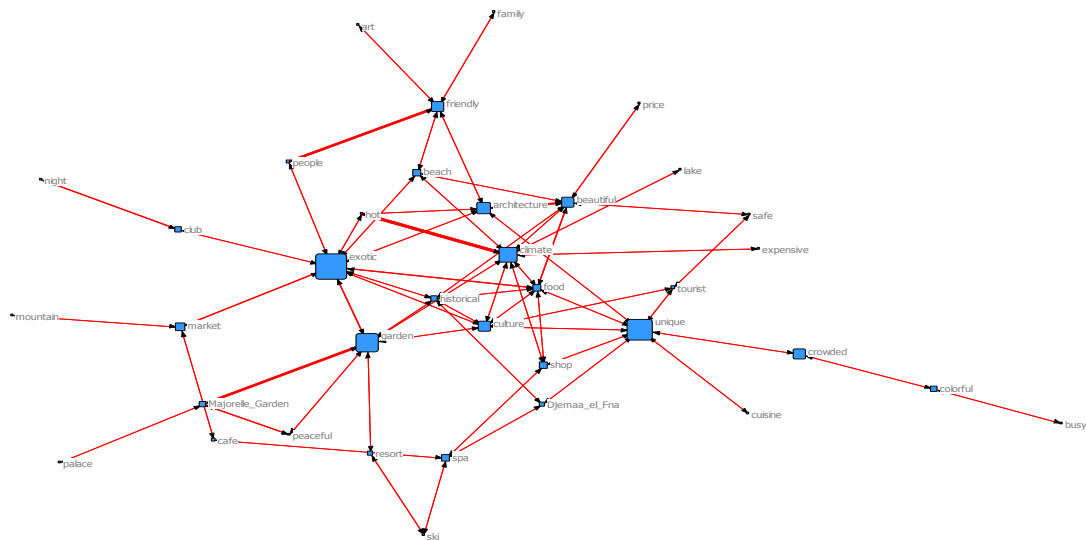 family
art
friendly
price
people
beach
lake
night
architecture
beautiful
hot
safe
club
climate
expensive
exotic
food
tourist
historical
mountain
market
culture
unique
garden
crowded
shop
colorful
Majorelle_Garden
Djemaa_el_Fna
cuisine
busy
peaceful
cafe
resort
spa
palace
ski